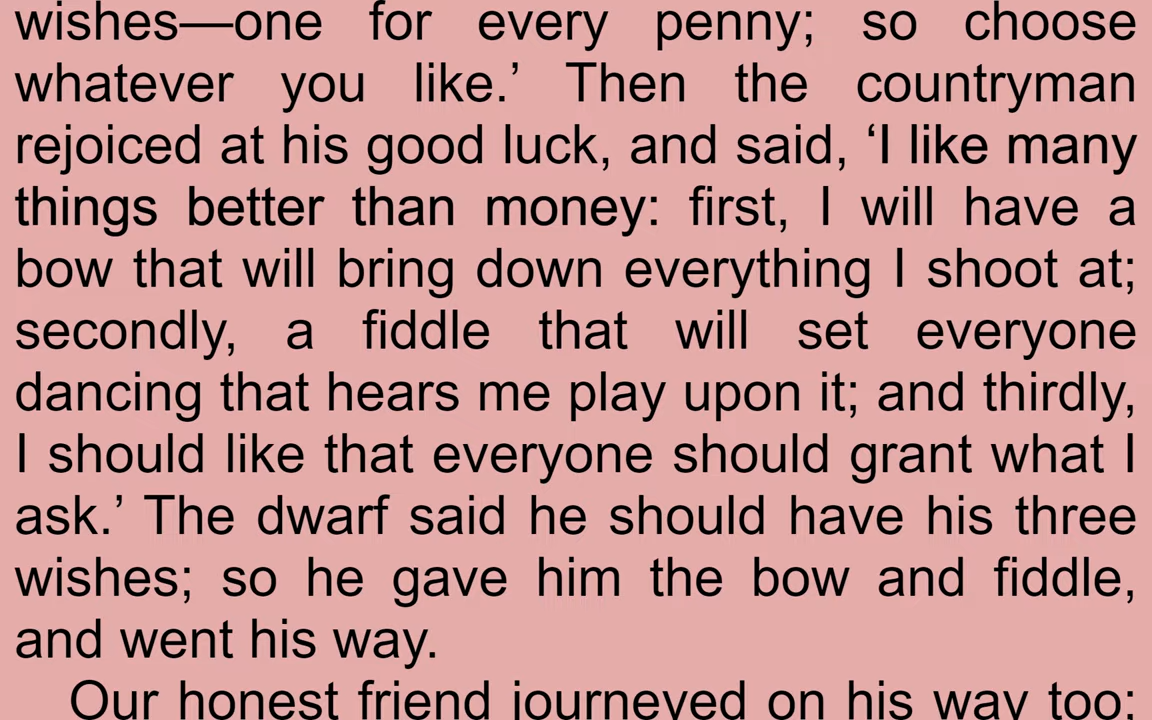 wishes—one for every penny; so choose
whatever you like.’ Then the countryman
rejoiced at his good luck, and said, ‘I like many
things better than money: first, I will have a
bow that will bring down everything I shoot at;
secondly, a fiddle that will set everyone
dancing that hears me play upon it; and thirdly,
I should like that everyone should grant what I
ask.’ The dwarf said he should have his three
wishes; so he gave him the bow and fiddle,
and went his way.
Our honest friend journeyed on his way too;